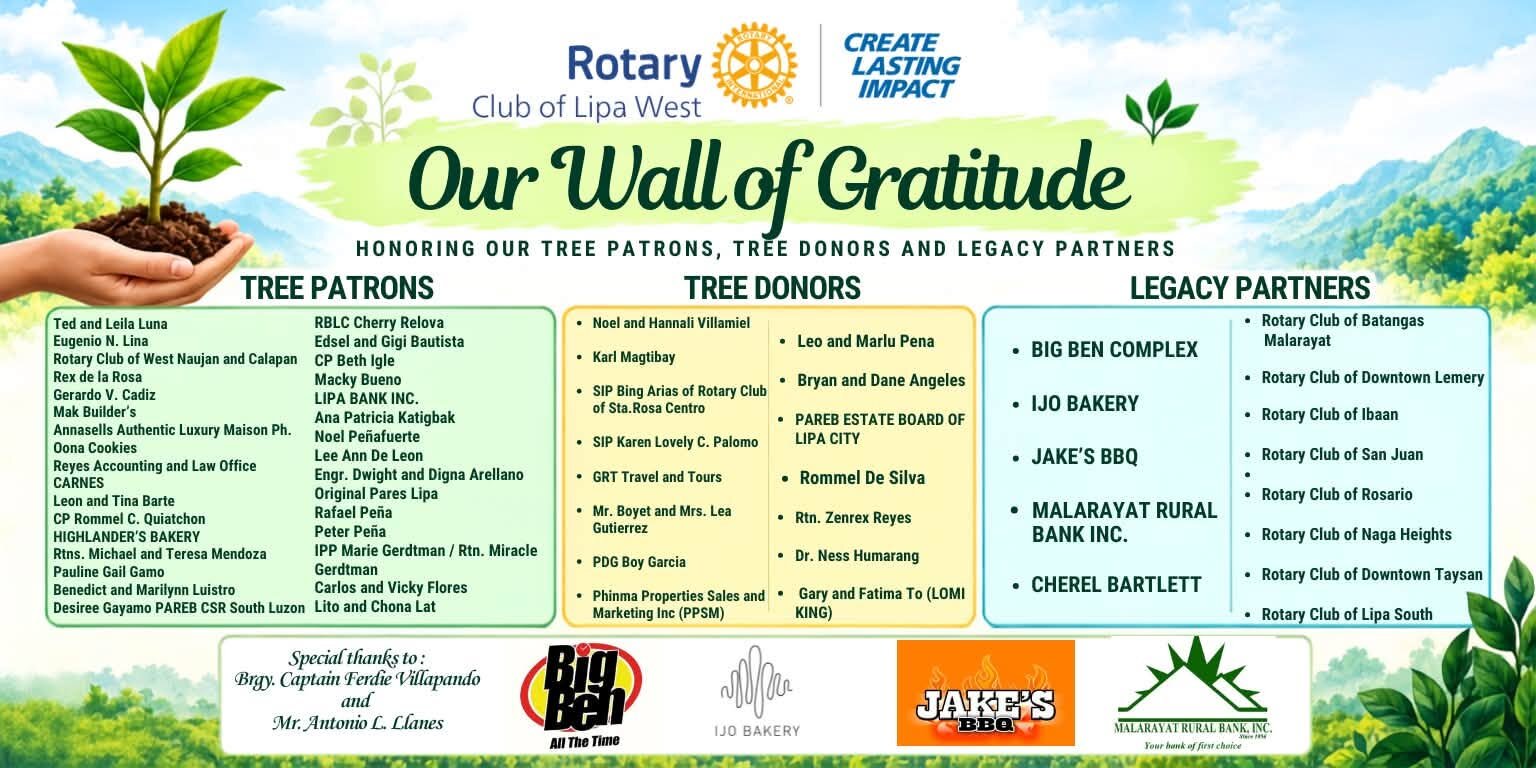 Rotary
Club of Lipa West
ROTARY
INTERNATIONAL
CREATE
LASTING
IMPACT
Our Wall of Gratitude
HONORING OUR TREE PATRONS, TREE DONORS AND LEGACY PARTNERS
TREE PATRONS
Ted and Leila Luna
Eugenio N. Lina
Rotary Club of West Naujan and Calapan
Rex de la Rosa
Gerardo V. Cadiz
Mak Builder's
Annasells Authentic Luxury Maison Ph.
Oona Cookies
Reyes Accounting and Law Office
CARNES
Leon and Tina Barte
CP Rommel C. Quiatchon
HIGHLANDER'S BAKERY
Rtns. Michael and Teresa Mendoza
Pauline Gail Gamo
Benedict and Marilynn Luistro
Desiree Gayamo PAREB CSR South Luzon
RBLC Cherry Relova
Edsel and Gigi Bautista
CP Beth Igle
Macky Bueno
LIPA BANK INC.
Ana Patricia Katigbak
Noel Peñafuerte
Lee Ann De Leon
Engr. Dwight and Digna Arellano
Original Pares Lipa
Rafael Peña
Peter Peña
IPP Marie Gerdtman / Rtn. Miracle
Gerdtman
Carlos and Vicky Flores
Lito and Chona Lat
TREE DONORS
• Noel and Hannali Villamiel
• Karl Magtibay
• SIP Bing Arias of Rotary Club
of Sta.Rosa Centro
• SIP Karen Lovely C. Palomo
• GRT Travel and Tours
• Mr. Boyet and Mrs. Lea
Gutierrez
• PDG Boy Garcia
• Phinma Properties Sales and
Marketing Inc (PPSM)
• Leo and Marlu Pena
• Bryan and Dane Angeles
• PAREB ESTATE BOARD OF
LIPA CITY
• Rommel De Silva
• Rtn. Zenrex Reyes
• Dr. Ness Humarang
• Gary and Fatima To (LOMI
KING)
LEGACY PARTNERS
• BIG BEN COMPLEX
• IJO BAKERY
• JAKE'S BBQ
• MALARAYAT RURAL
BANK INC.
• CHEREL BARTLETT
• Rotary Club of Batangas
Malarayat
• Rotary Club of Downtown Lemery
• Rotary Club of Ibaan
• Rotary Club of San Juan
•
• Rotary Club of Rosario
• Rotary Club of Naga Heights
• Rotary Club of Downtown Taysan
• Rotary Club of Lipa South
Special thanks to :
Brgy. Captain Ferdie Villapando
and
Mr. Antonio L. Llanes
Big
Ben
All The Time
IJO BAKERY
JAKE'S
BBQ
MALARAYAT RURAL BANK, INC.
Since 1956
Your bank of first choice